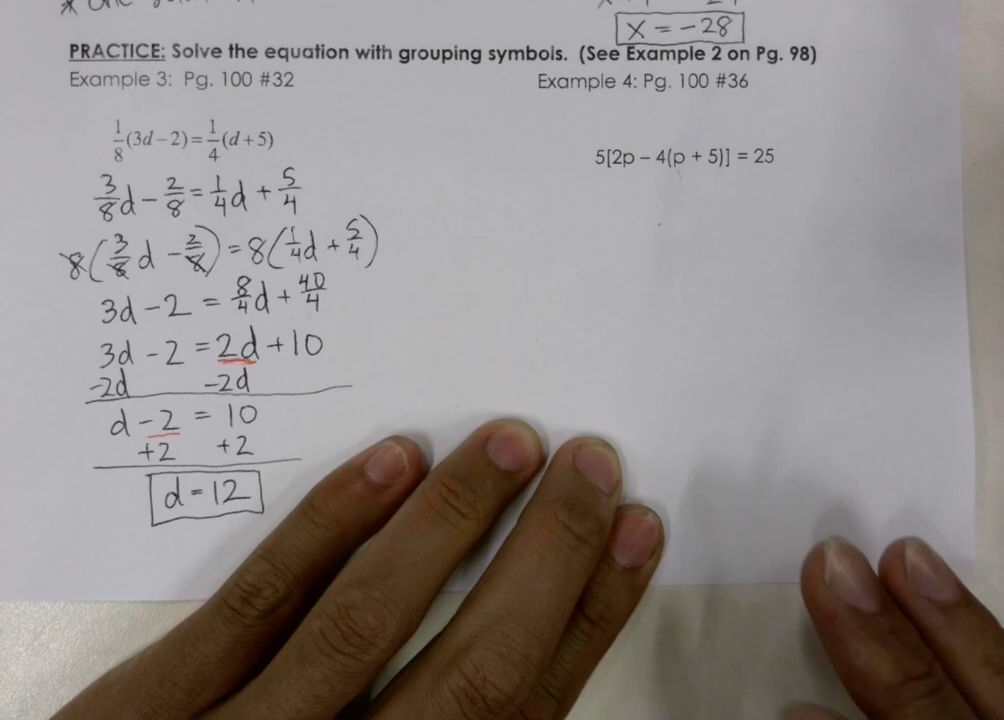 * One
x = -28
PRACTICE: Solve the equation with grouping symbols. (See Example 2 on Pg. 98)
Example 3: Pg. 100 #32
Example 4: Pg. 100 #36
1/8(3d – 2) = 1/4(d + 5)
5[2p – 4(p + 5)] = 25
3/8d - 2/8 = 1/4d + 5/4
8(3/8d - 2/8) = 8(1/4d + 5/4)
3d - 2 = 8/4d + 40/4
3d - 2 = 2d + 10
-2d -2d
d - 2 = 10
+2 +2
d = 12